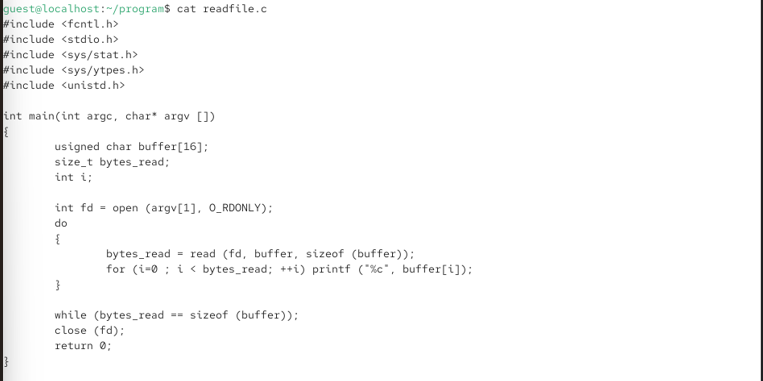 guest@localhost:~/program$ cat readfile.c
#include <fcntl.h>
#include <stdio.h>
#include <sys/stat.h>
#include <sys/ytpes.h>
#include <unistd.h>

int main(int argc, char* argv [])
{
        usigned char buffer[16];
        size_t bytes_read;
        int i;

        int fd = open (argv[1], O_RDONLY);
        do
        {
                bytes_read = read (fd, buffer, sizeof (buffer));
                for (i=0 ; i < bytes_read; ++i) printf ("%c", buffer[i]);
        }

        while (bytes_read == sizeof (buffer));
        close (fd);
        return 0;
}